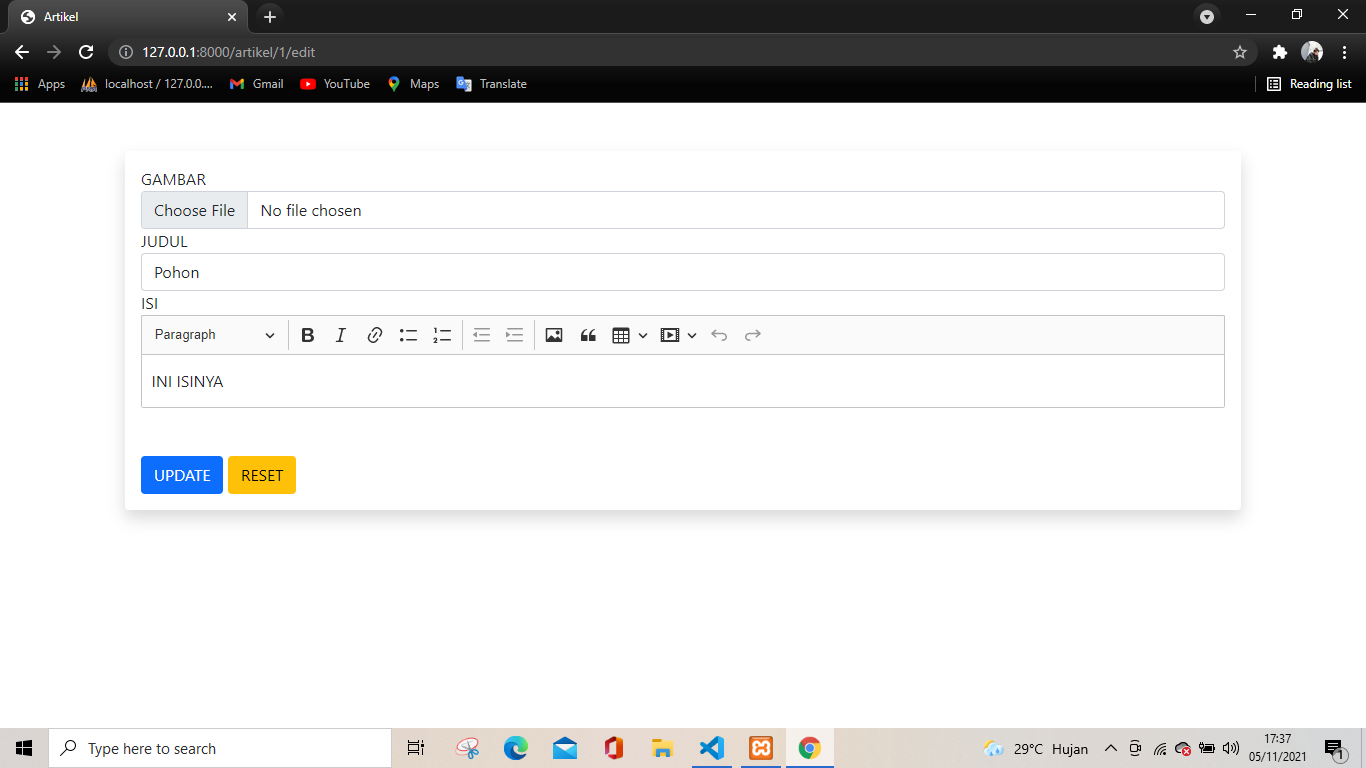 Artikel
127.0.0.1:8000/artikel/1/edit
Apps localhost / 127.0.0.... Gmail YouTube Maps Translate Reading list
GAMBAR
Choose File No file chosen
JUDUL
Pohon
ISI
Paragraph
INI ISINYA
UPDATE RESET
Type here to search
29°C Hujan
17:37
05/11/2021
1